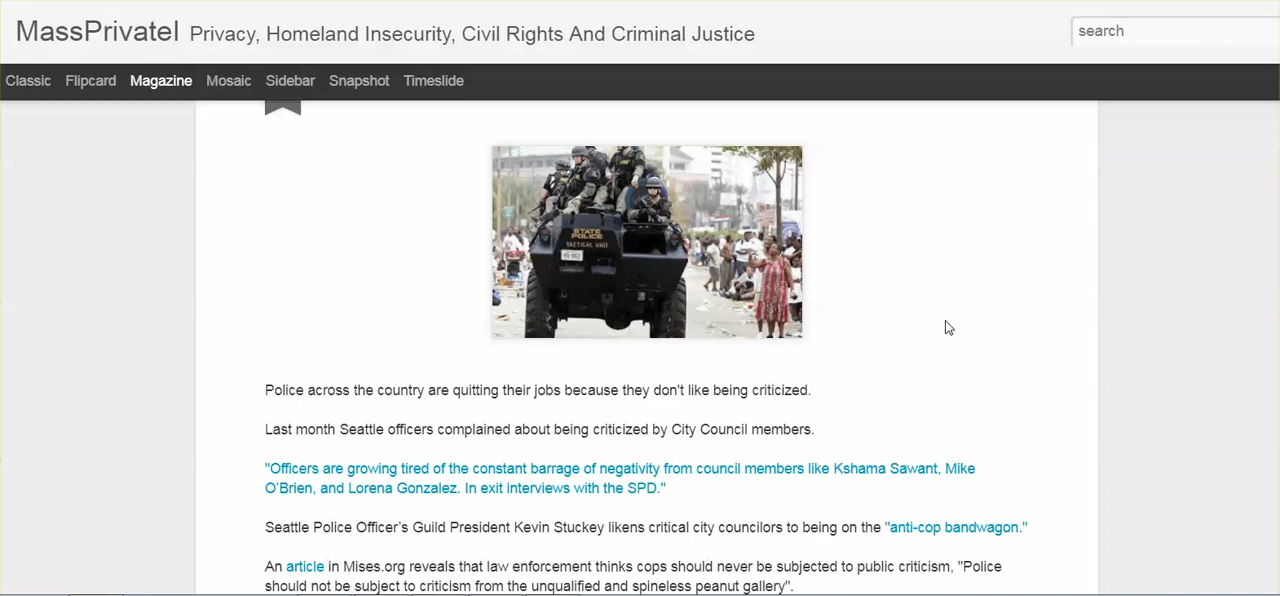 MassPrivateI Privacy, Homeland Insecurity, Civil Rights And Criminal Justice
search
Classic Flipcard Magazine Mosaic Sidebar Snapshot Timeslide
STATE
POLICE
TACTICAL UNIT
Police across the country are quitting their jobs because they don't like being criticized.
Last month Seattle officers complained about being criticized by City Council members.
"Officers are growing tired of the constant barrage of negativity from council members like Kshama Sawant, Mike
O'Brien, and Lorena Gonzalez. In exit interviews with the SPD."
Seattle Police Officer's Guild President Kevin Stuckey likens critical city councilors to being on the "anti-cop bandwagon."
An article in Mises.org reveals that law enforcement thinks cops should never be subjected to public criticism, "Police
should not be subject to criticism from the unqualified and spineless peanut gallery".